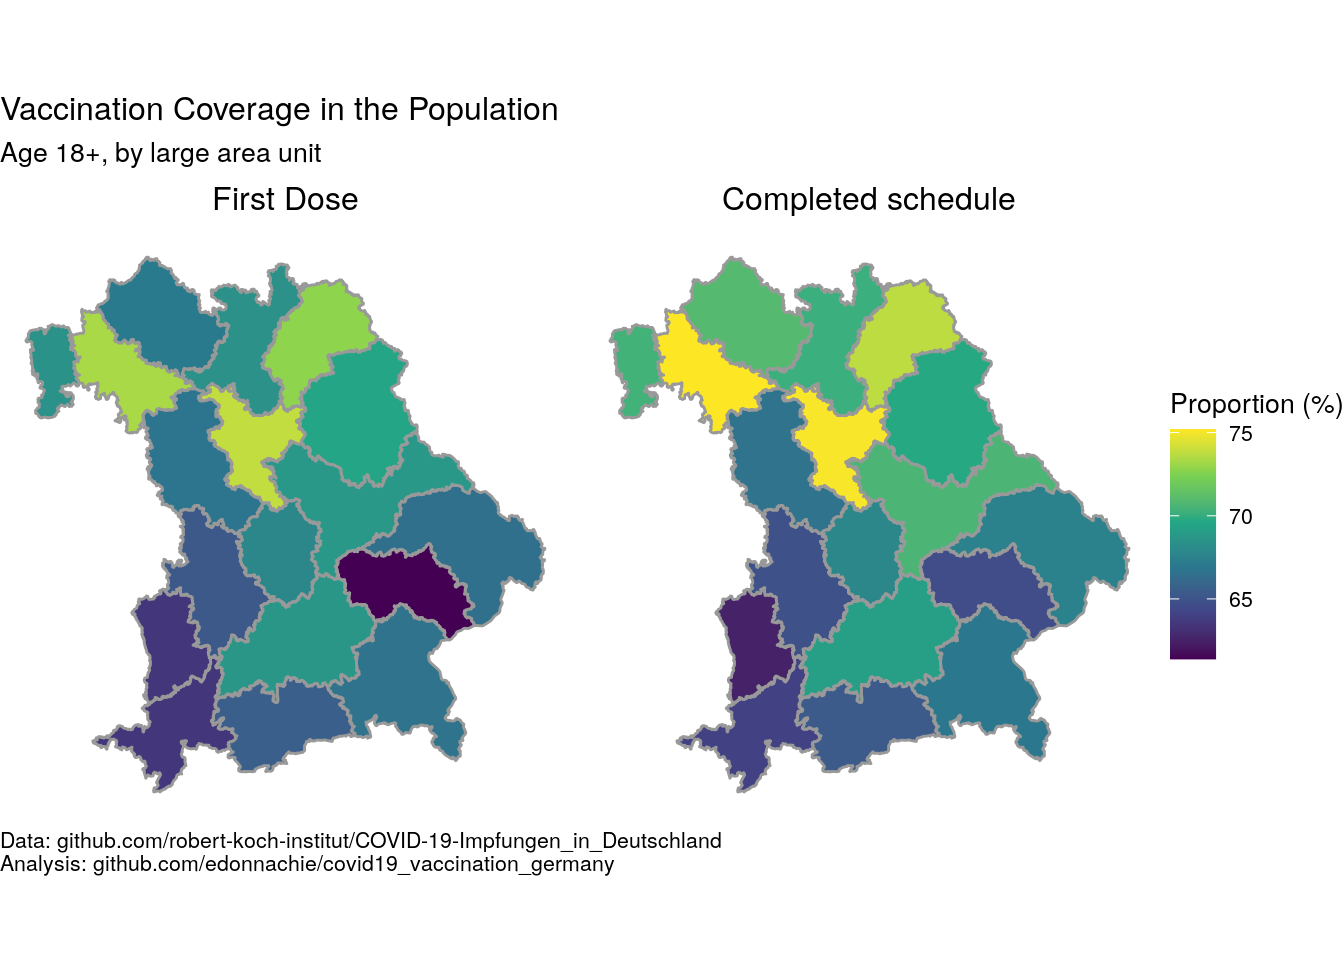 Vaccination Coverage in the Population
Age 18+, by large area unit
First Dose
Completed schedule
Proportion (%)
75
70
65
Data: github.com/robert-koch-institut/COVID-19-Impfungen_in_Deutschland
Analysis: github.com/edonnachie/covid19_vaccination_germany